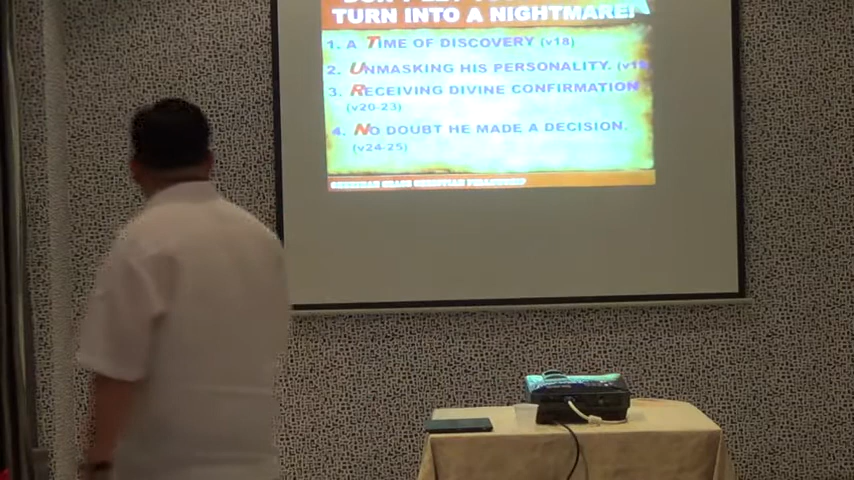 TURN INTO A NIGHTMARE!
1. A TIME OF DISCOVERY (v18)
2. UNMASKING HIS PERSONALITY. (v19)
3. RECEIVING DIVINE CONFIRMATION,
(v20-23)
4. NO DOUBT HE MADE A DECISION.
(v24-25)